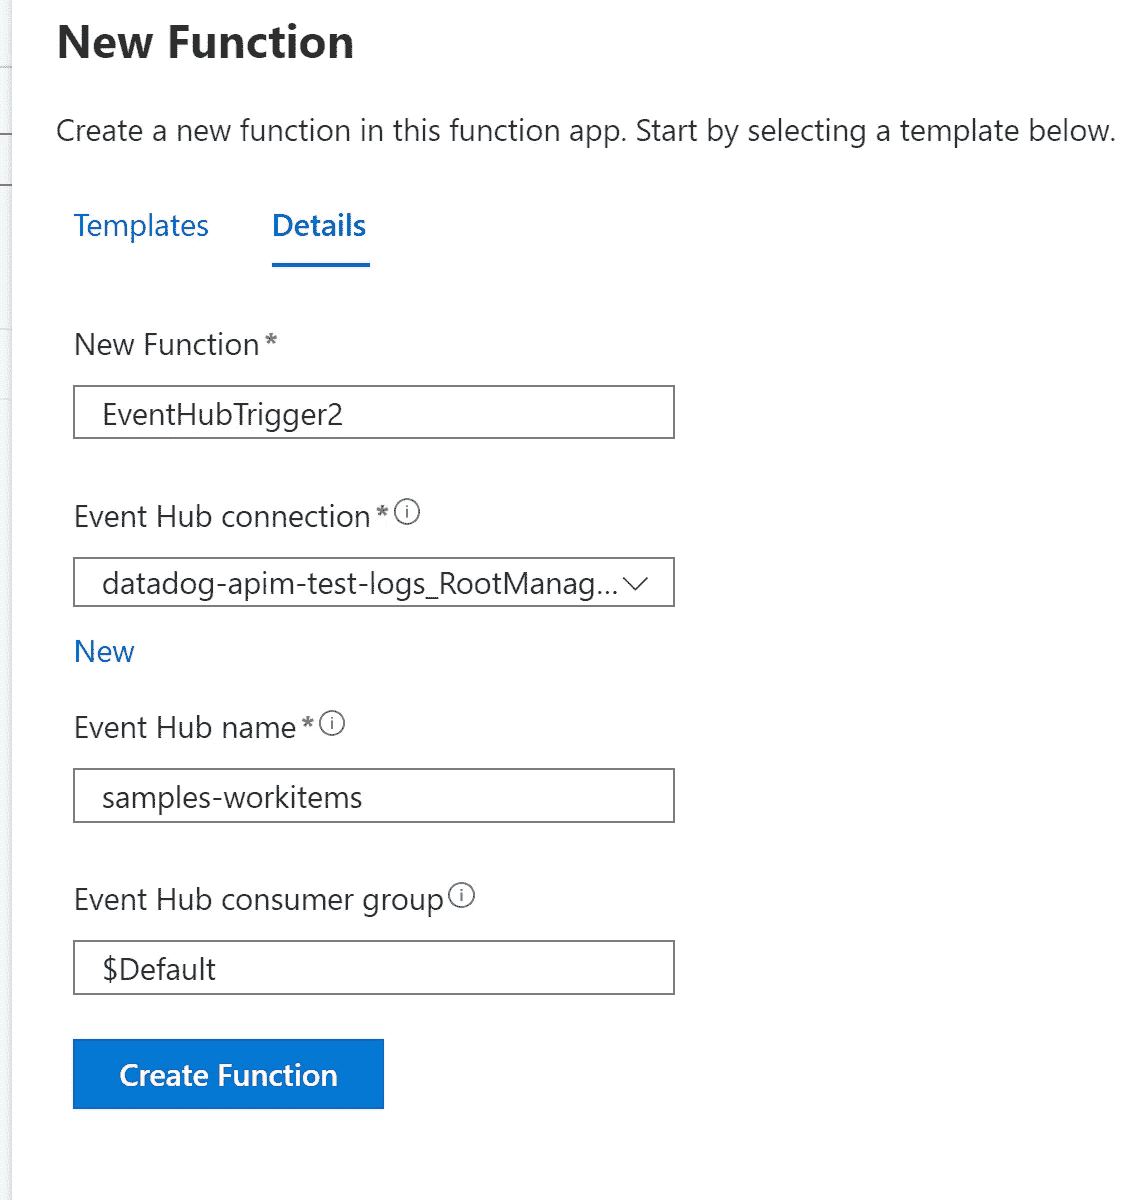 New Function
Create a new function in this function app. Start by selecting a template below.
Templates Details
New Function *
EventHubTrigger2
Event Hub connection *
datadog-apim-test-logs_RootManag...
New
Event Hub name *
samples-workitems
Event Hub consumer group
$Default
Create Function